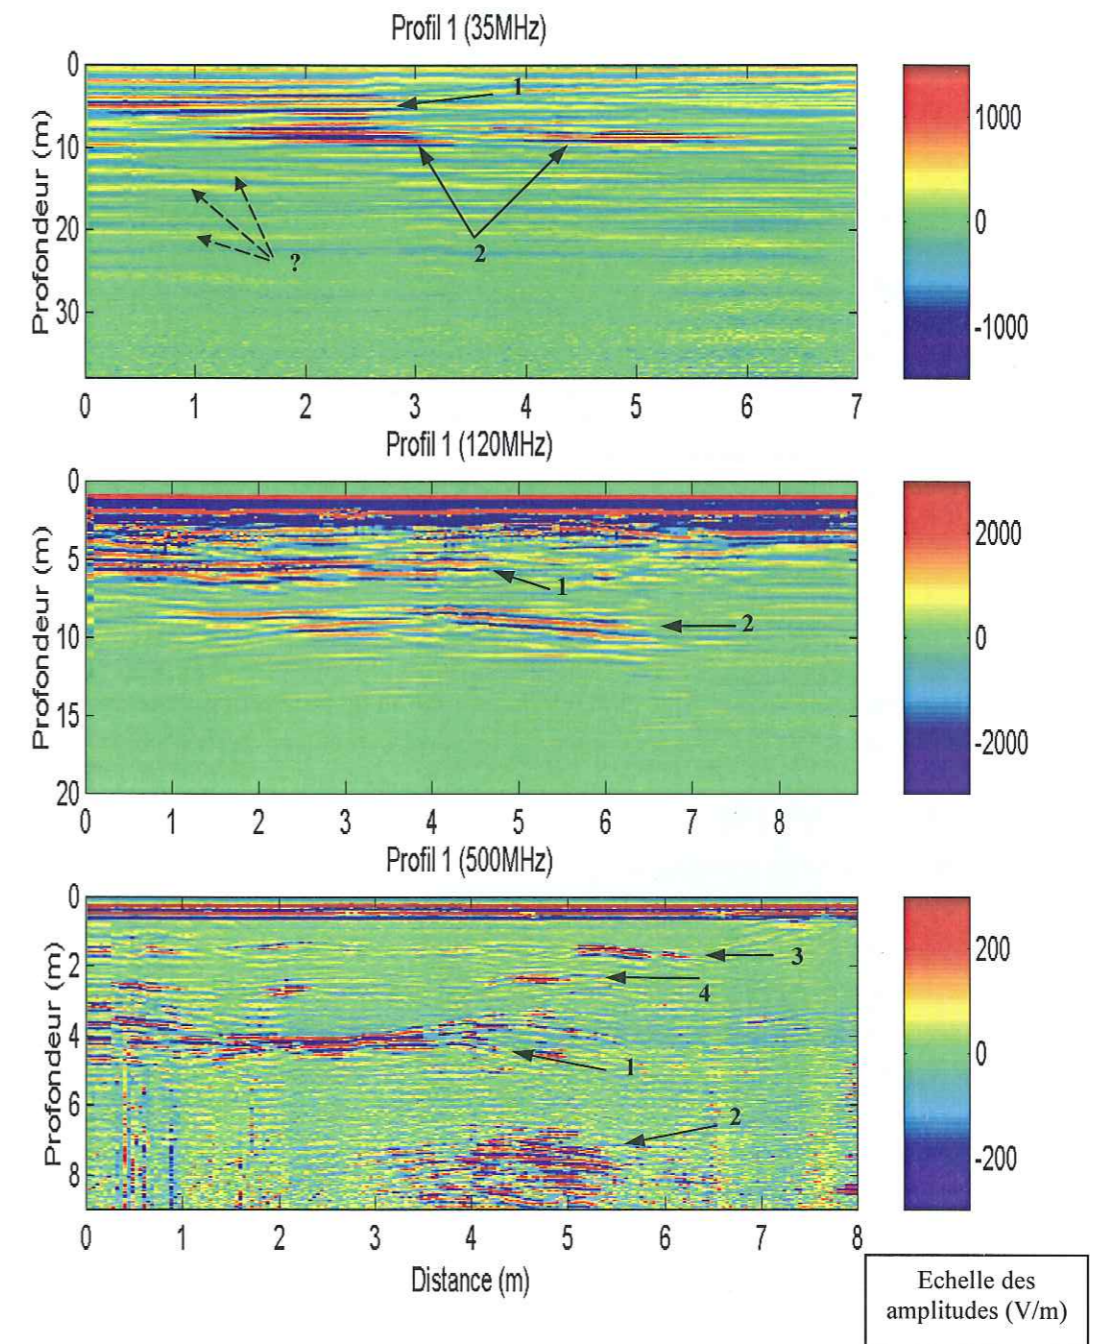 Profil 1 (35MHz)
0
10
20
30
Profondeur (m)
1
2
?
1000
0
-1000
0 1 2 3 4 5 6 7
Profil 1 (120MHz)
0
5
10
15
20
Profondeur (m)
1
2
2000
0
-2000
0 1 2 3 4 5 6 7 8
Profil 1 (500MHz)
0
2
4
6
8
Profondeur (m)
3
4
1
2
200
0
-200
0 1 2 3 4 5 6 7 8
Distance (m)
Echelle des
amplitudes (V/m)